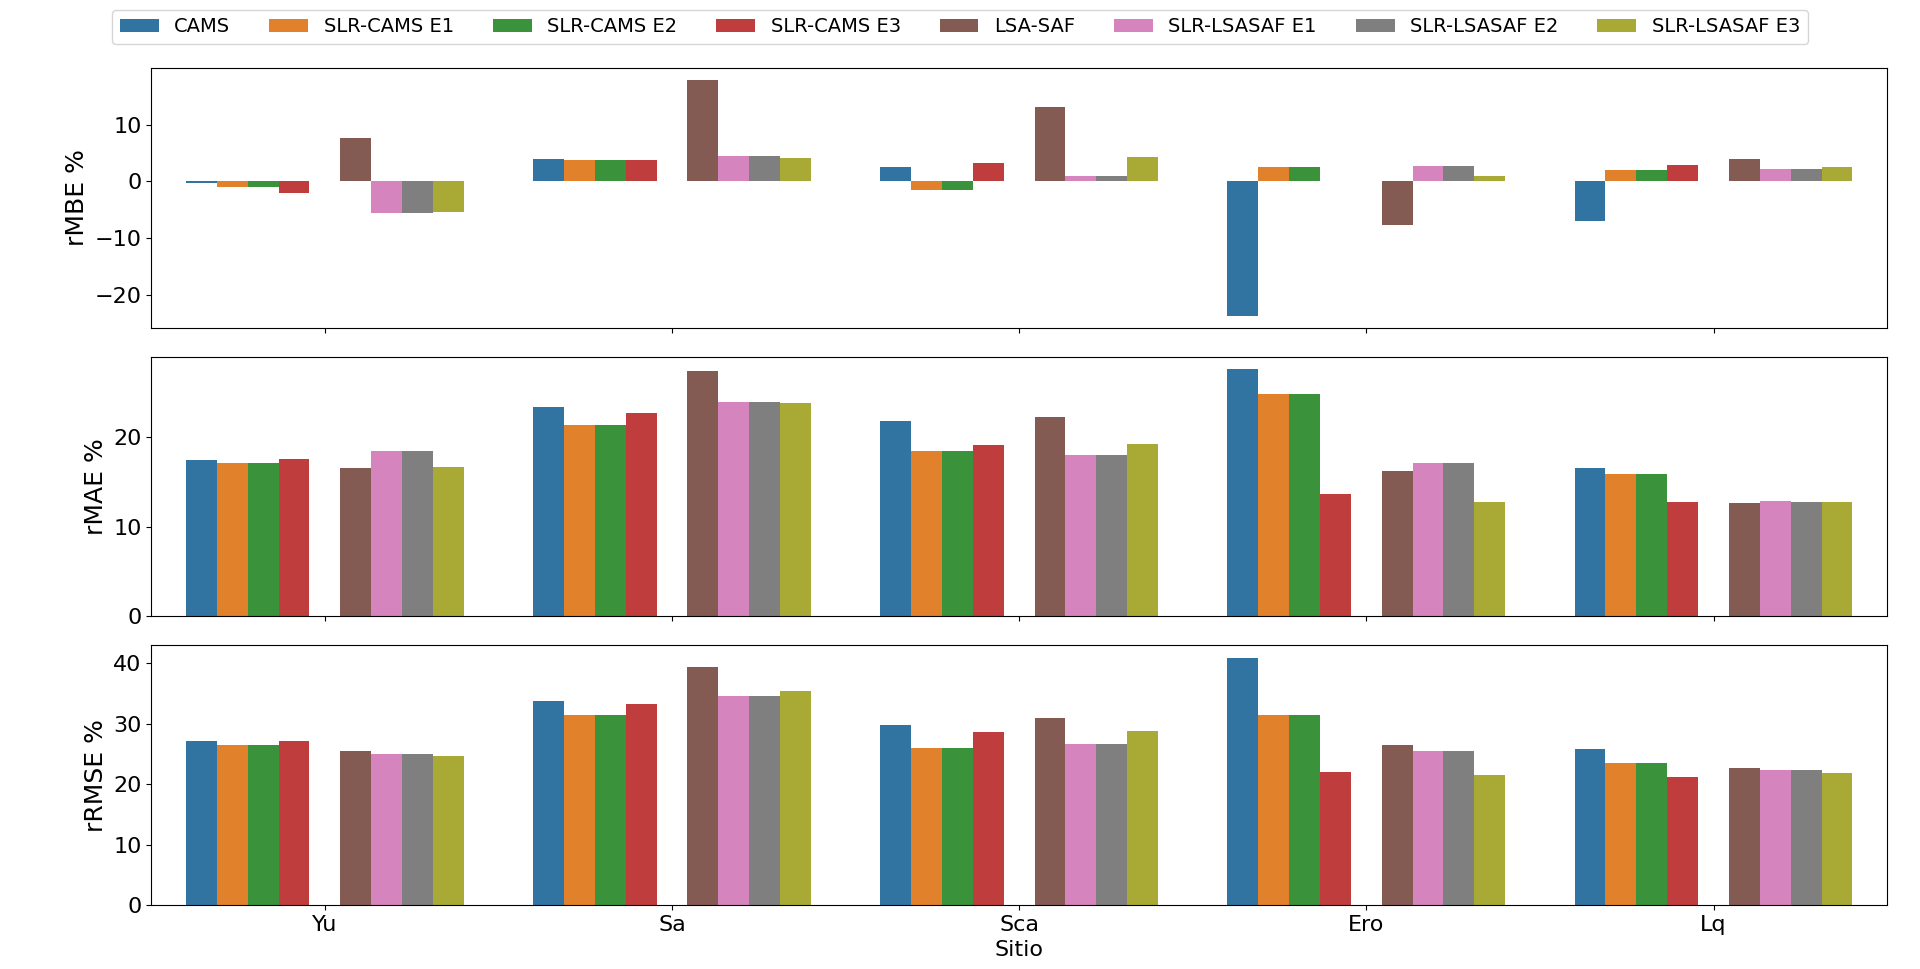 CAMS SLR-CAMS E1 SLR-CAMS E2 SLR-CAMS E3 LSA-SAF SLR-LSASAF E1 SLR-LSASAF E2 SLR-LSASAF E3
rMBE %
10
0
−10
−20
rMAE %
20
10
0
rRMSE %
40
30
20
10
0
Yu Sa Sca Ero Lq
Sitio